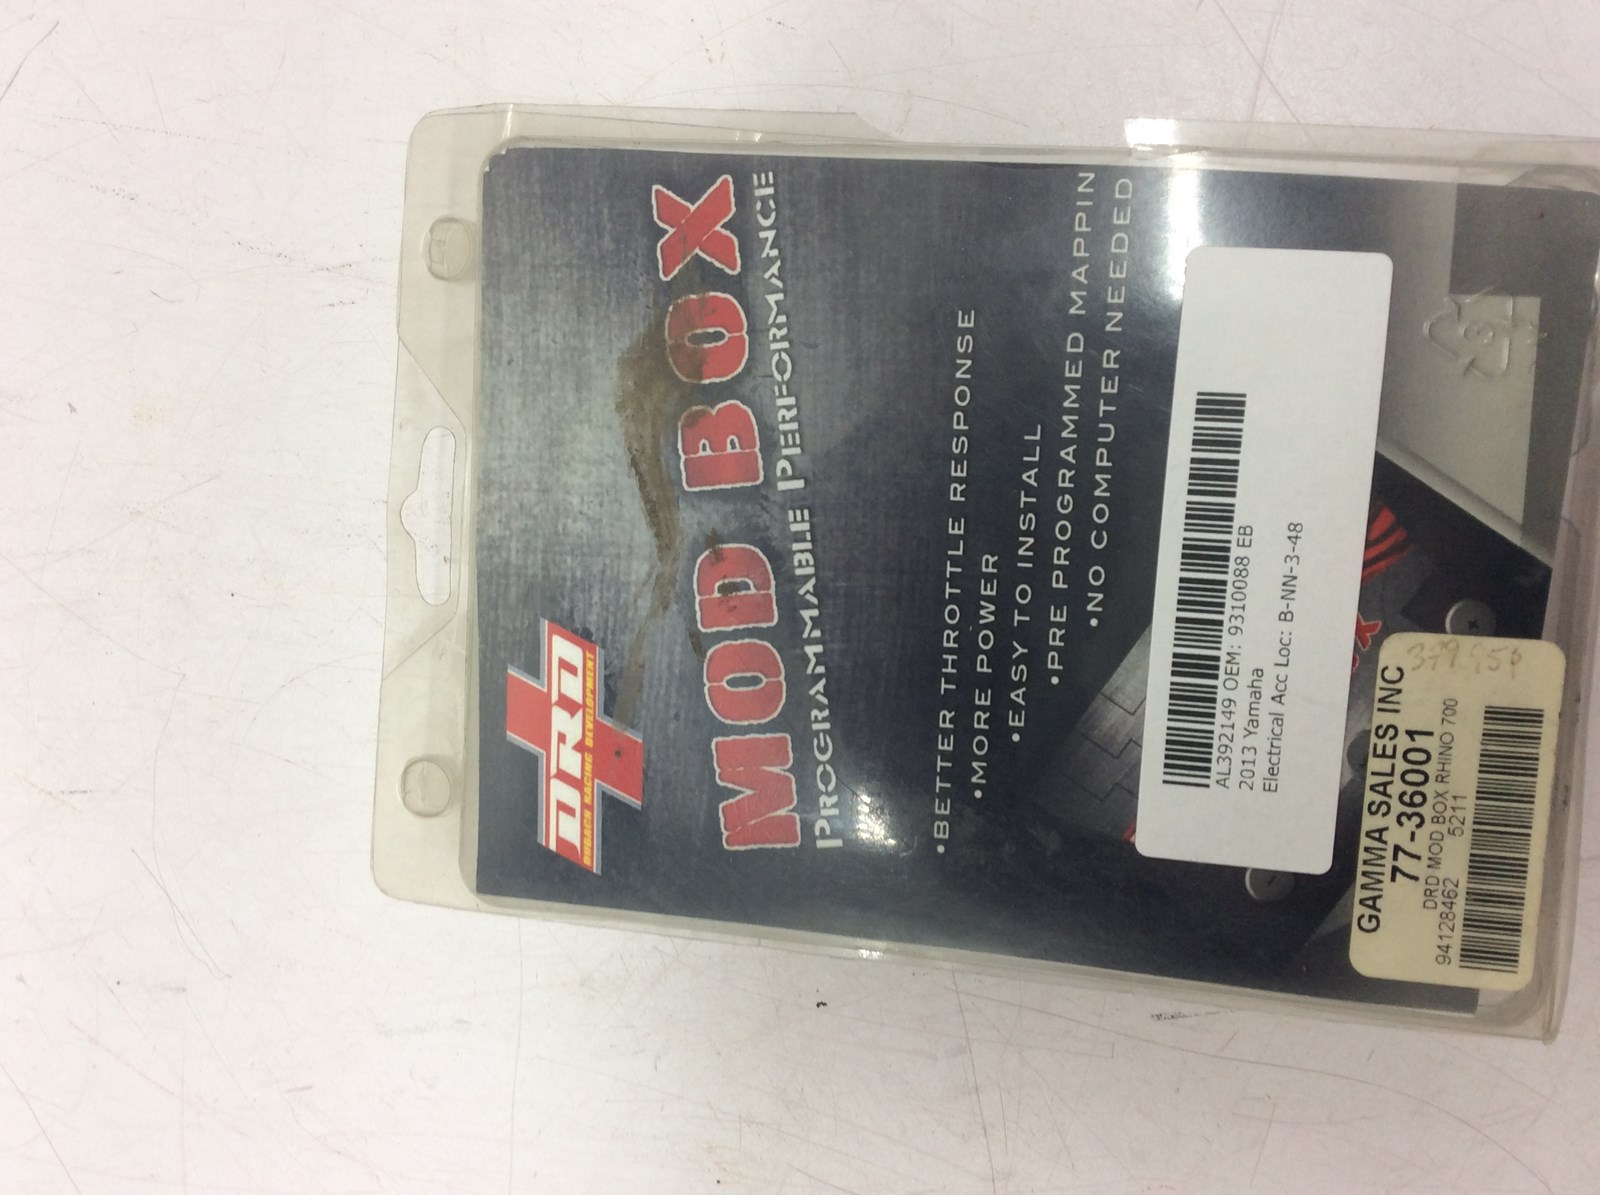 DRD
DUBACH RACING DEVELOPMENT
MOD BOX
PROGRAMMABLE PERFORMANCE
•BETTER THROTTLE RESPONSE
•MORE POWER
•EASY TO INSTALL
•PRE PROGRAMMED MAPPIN
•NO COMPUTER NEEDED
AL392149 OEM: 9310088 EB
2013 Yamaha
Electrical Acc Loc: B-NN-3-48
GAMMA SALES INC
77-36001
DRD MOD BOX RHINO 700
94128462 5211